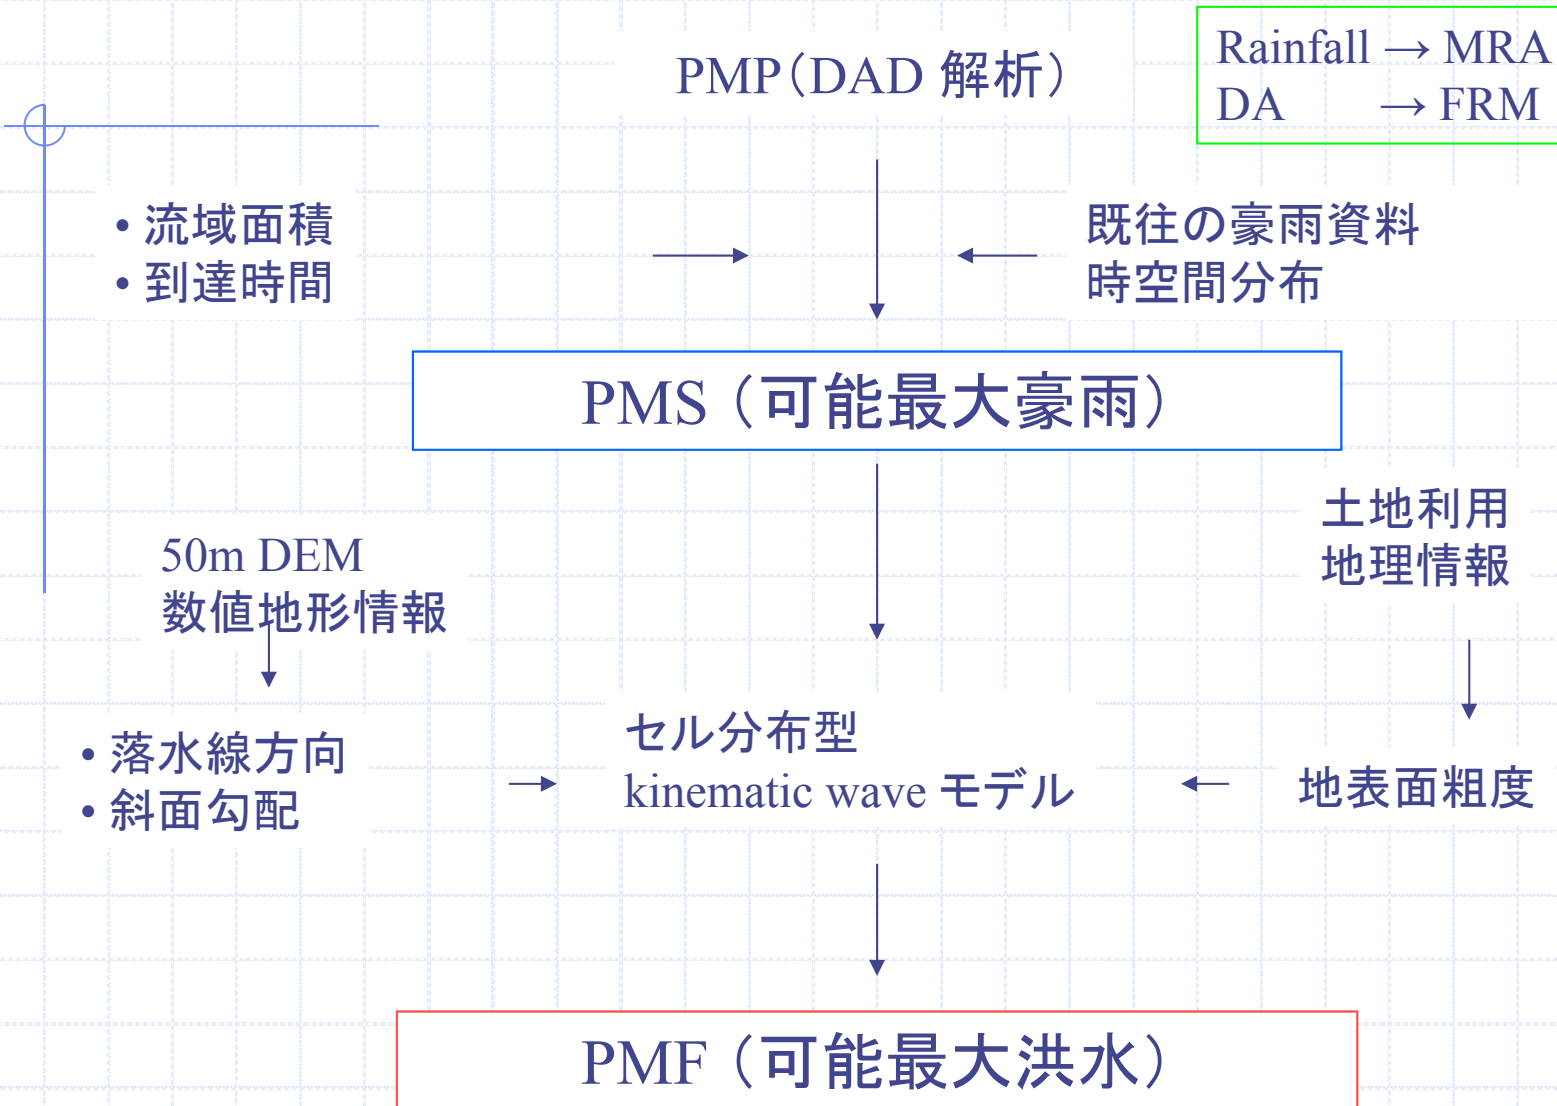 PMP（DAD 解析）
Rainfall → MRA
DA → FRM
• 流域面積
• 到達時間
既往の豪雨資料
時空間分布
PMS（可能最大豪雨）
土地利用
地理情報
50m DEM
数値地形情報
• 落水線方向
• 斜面勾配
セル分布型
kinematic wave モデル
地表面粗度
PMF（可能最大洪水）